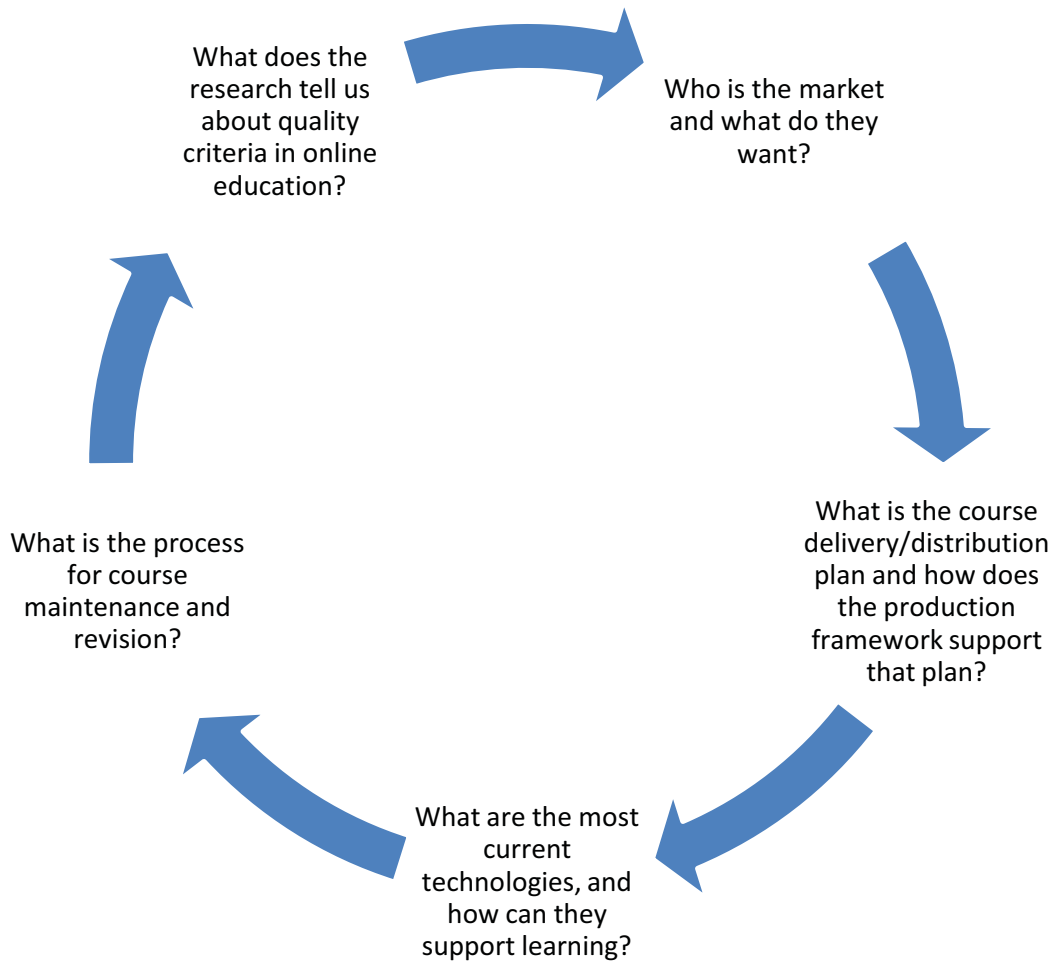 What does the
research tell us
about quality
criteria in online
education?
Who is the market
and what do they
want?
What is the course
delivery/distribution
plan and how does
the production
framework support
that plan?
What are the most
current
technologies, and
how can they
support learning?
What is the process
for course
maintenance and
revision?